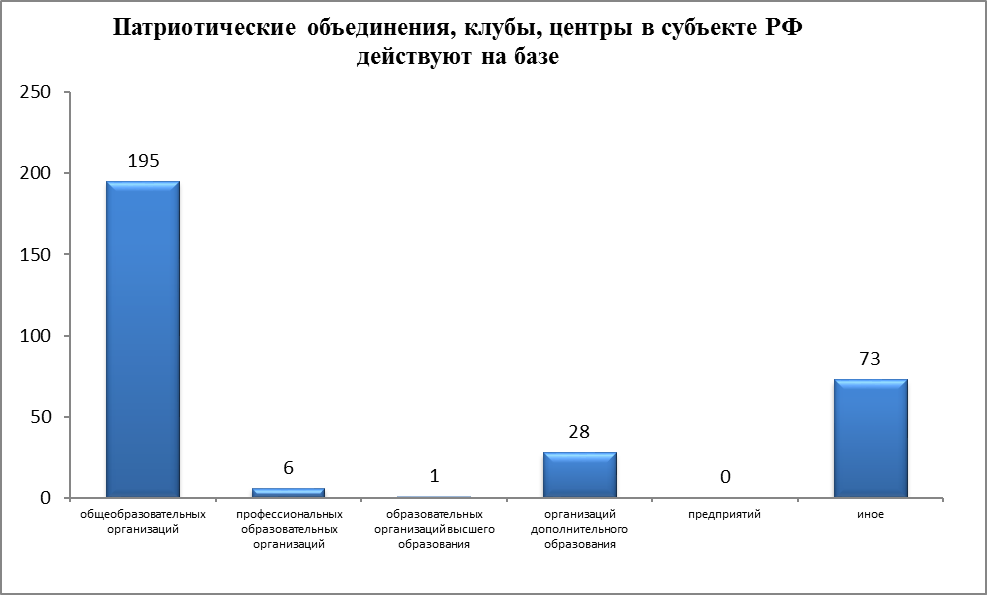 Патриотические объединения, клубы, центры в субъекте РФ
действуют на базе
250
200
150
100
50
0
195
6
1
28
0
73
общеобразовательных
организаций
профессиональных
образовательных
организаций
образовательных
организаций высшего
образования
организаций
дополнительного
образования
предприятий
иное